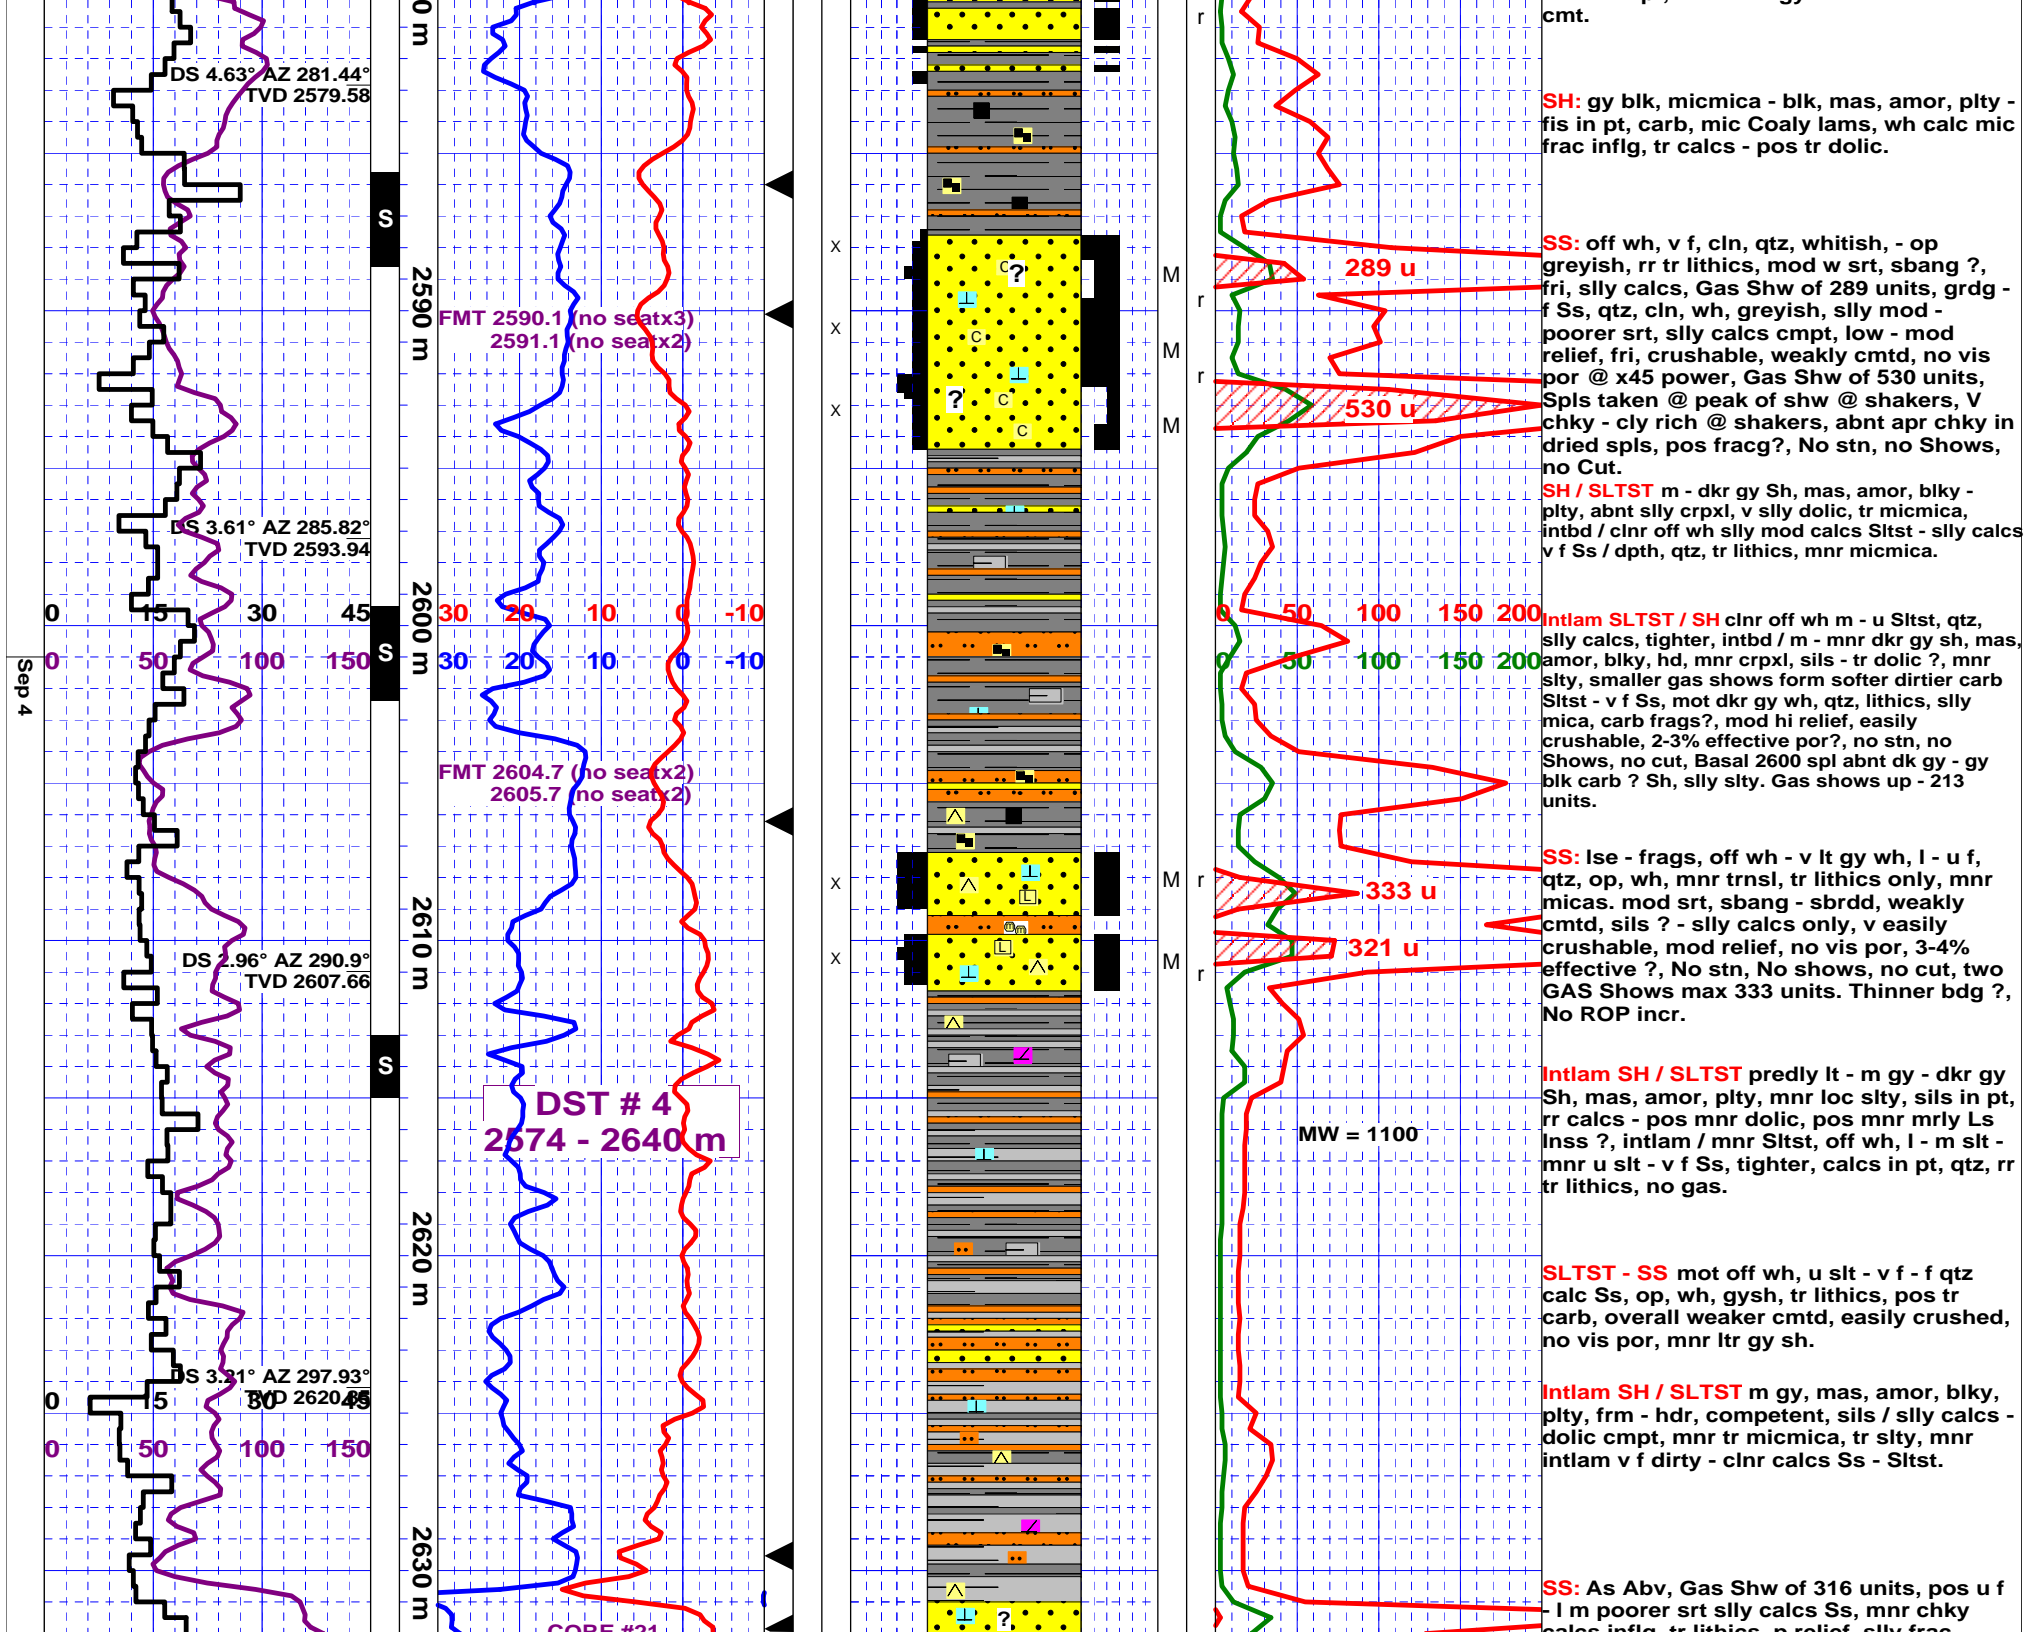 cmt.
DS 4.63° AZ 281.44°
TVD 2579.58
SH: gy blk, micmica - blk, mas, amor, plty -
fis in pt, carb, mic Coaly lams, wh calc mic
frac inflg, tr calcs - pos tr dolic.
r
S
X
X
X
C
?
C
?
C
C
M
r
M
r
M
289 u
530 u
2590 m
FMT 2590.1 (no seatx3)
2591.1 (no seatx2)
SS: off wh, v f, cln, qtz, whitish, - op
greyish, rr tr lithics, mod w srt, sbang ?,
fri, slly calcs, Gas Shw of 289 units, grdg -
f Ss, qtz, cln, wh, greyish, slly mod -
poorer srt, slly calcs cmpt, low - mod
relief, fri, crushable, weakly cmtd, no vis
por @ x45 power, Gas Shw of 530 units,
Spls taken @ peak of shw @ shakers, V
chky - cly rich @ shakers, abnt apr chky in
dried spls, pos fracg?, No stn, no Shows,
no Cut.
SH / SLTST m - dkr gy Sh, mas, amor, blky -
plty, abnt slly crpxl, v slly dolic, tr micmica,
intbd / clnr off wh slly mod calcs Sltst - slly calcs
v f Ss / dpth, qtz, tr lithics, mnr micmica.
DS 3.61° AZ 285.82°
TVD 2593.94
0 15 30 45
0 50 100 150
S
2600 m
30 20 10 0 -10
30 20 10 0 -10
0 50 100 150 200
0 50 100 150 200
Sep 4
Intlam SLTST / SH clnr off wh m - u Sltst, qtz,
slly calcs, tighter, intbd / m - mnr dkr gy sh, mas,
amor, blky, hd, mnr crpxl, sils - tr dolic ?, mnr
slty, smaller gas shows form softer dirtier carb
Sltst - v f Ss, mot dkr gy wh, qtz, lithics, slly
mica, carb frags?, mod hi relief, easily
crushable, 2-3% effective por?, no stn, no
Shows, no cut, Basal 2600 spl abnt dk gy - gy
blk carb ? Sh, slly slty. Gas shows up - 213
units.
FMT 2604.7 (no seatx2)
2605.7 (no seatx2)
SS: lse - frags, off wh - v lt gy wh, l - u f,
qtz, op, wh, mnr trnsl, tr lithics only, mnr
micas. mod srt, sbang - sbrdd, weakly
cmtd, sils ? - slly calcs only, v easily
crushable, mod relief, no vis por, 3-4%
effective ?, No stn, No shows, no cut, two
GAS Shows max 333 units. Thinner bdg ?,
No ROP incr.
X
X
L
L
M r
M
r
333 u
321 u
2610 m
DS 2.96° AZ 290.9°
TVD 2607.66
S
DST # 4
2574 - 2640 m
MW = 1100
Intlam SH / SLTST predly lt - m gy - dkr gy
Sh, mas, amor, plty, mnr loc slty, sils in pt,
rr calcs - pos mnr dolic, pos mnr mrly Ls
lnss ?, intlam / mnr Sltst, off wh, l - m slt -
mnr u slt - v f Ss, tighter, calcs in pt, qtz, rr
tr lithics, no gas.
2620 m
SLTST - SS mot off wh, u slt - v f - f qtz
calc Ss, op, wh, gysh, tr lithics, pos tr
carb, overall weaker cmtd, easily crushed,
no vis por, mnr ltr gy sh.
DS 3.21° AZ 297.93°
TVD 2620.85
0 15 30 45
0 50 100 150
Intlam SH / SLTST m gy, mas, amor, blky,
plty, frm - hdr, competent, sils / slly calcs -
dolic cmpt, mnr tr micmica, tr slty, mnr
intlam v f dirty - clnr calcs Ss - Sltst.
2630 m
?
CORE #21
SS: As Abv, Gas Shw of 316 units, pos u f
- l m poorer srt slly calcs Ss, mnr chky
calcs inflg, tr lithics, p relief, slly frac